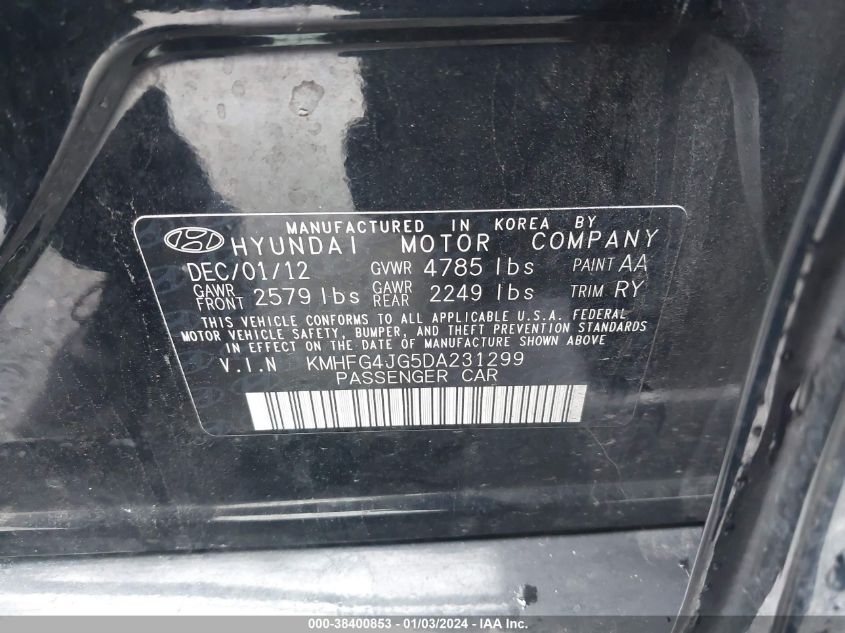 MANUFACTURED IN KOREA BY
HYUNDAI MOTOR COMPANY
DEC/01/12 GVWR 4785 lbs PAINT AA
GAWR FRONT 2579 lbs GAWR REAR 2249 lbs TRIM RY
THIS VEHICLE CONFORMS TO ALL APPLICABLE U.S.A. FEDERAL
MOTOR VEHICLE SAFETY, BUMPER, AND THEFT PREVENTION STANDARDS
IN EFFECT ON THE DATE OF MANUFACTURE SHOWN ABOVE
V.I.N KMHFG4JG5DA231299
PASSENGER CAR
000-38400853 - 01/03/2024 - IAA Inc.